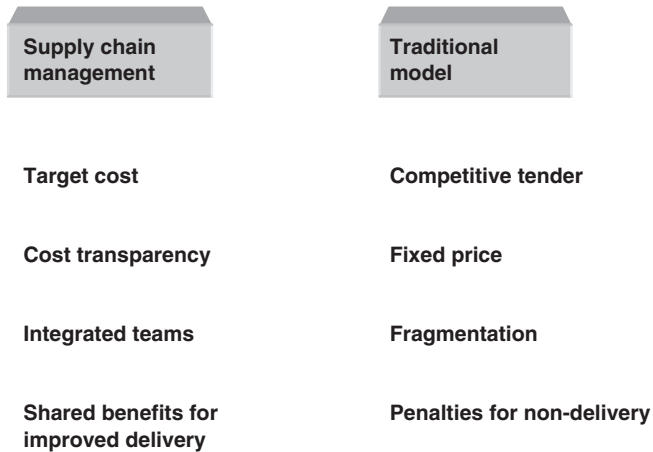 Supply chain
management
Traditional
model
Target cost
Competitive tender
Cost transparency
Fixed price
Integrated teams
Fragmentation
Shared benefits for
improved delivery
Penalties for non-delivery